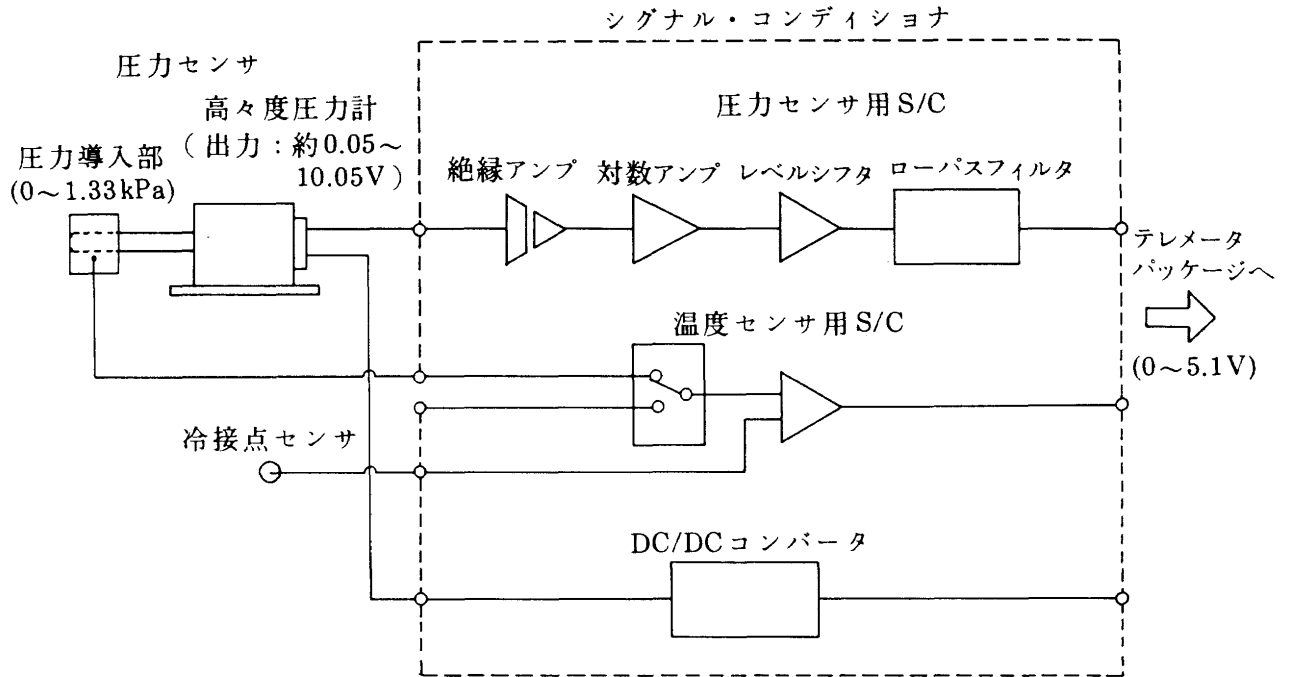 シグナル・コンディショナ
圧力センサ
高々度圧力計
(出力:約0.05〜
10.05V)
圧力導入部
(0〜1.33kPa)
圧力センサ用S/C
絶縁アンプ
対数アンプ
レベルシフタ
ローパスフィルタ
テレメータ
パッケージへ
(0〜5.1V)
温度センサ用S/C
冷接点センサ
DC/DCコンバータ